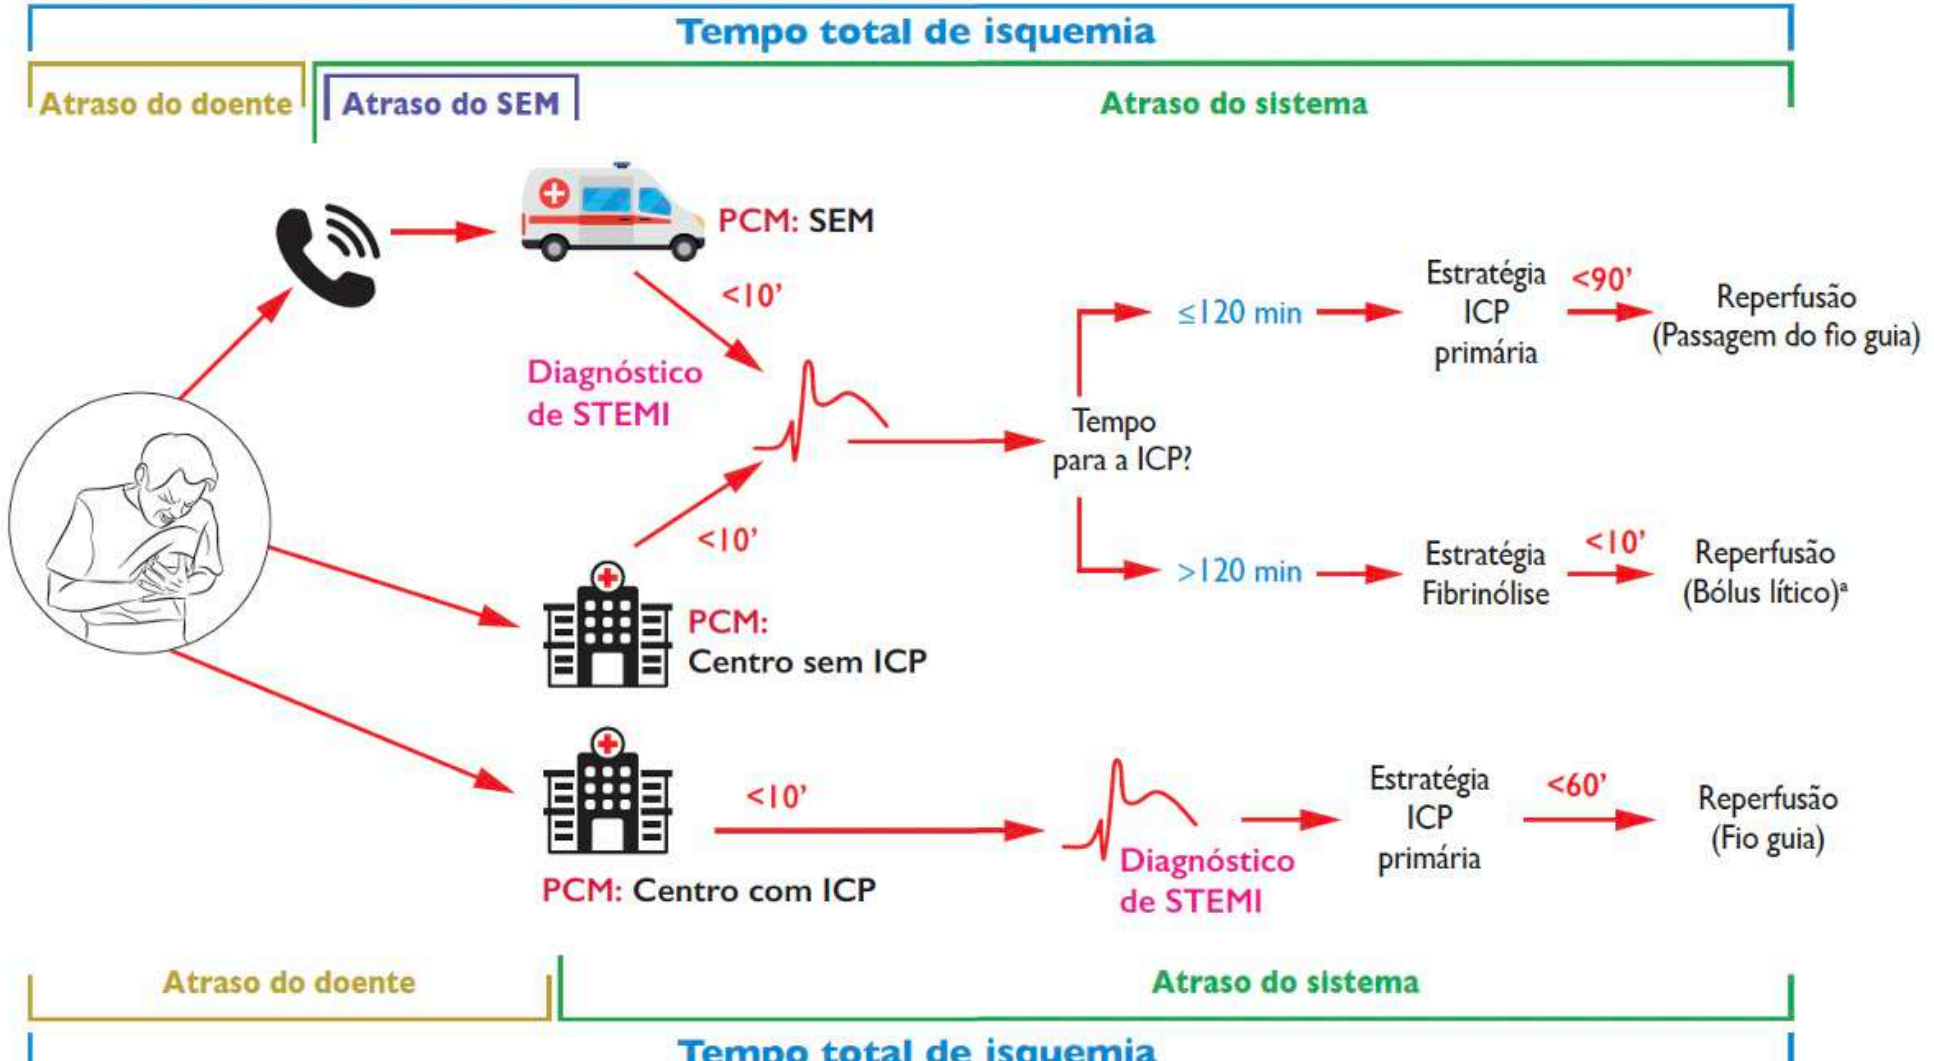 Tempo total de isquemia
Atraso do doente
Atraso do SEM
Atraso do sistema
PCM: SEM
<10’
Diagnóstico
de STEMI
<10’
PCM:
Centro sem ICP
Tempo
para a ICP?
≤120 min
Estratégia
ICP
primária
<90’
Reperfusão
(Passagem do fio guia)
>120 min
Estratégia
Fibrinólise
<10’
Reperfusão
(Bólus lítico)ª
PCM: Centro com ICP
<10’
Diagnóstico
de STEMI
Estratégia
ICP
primária
<60’
Reperfusão
(Fio guia)
Atraso do doente
Atraso do sistema
Tempo total de isquemia